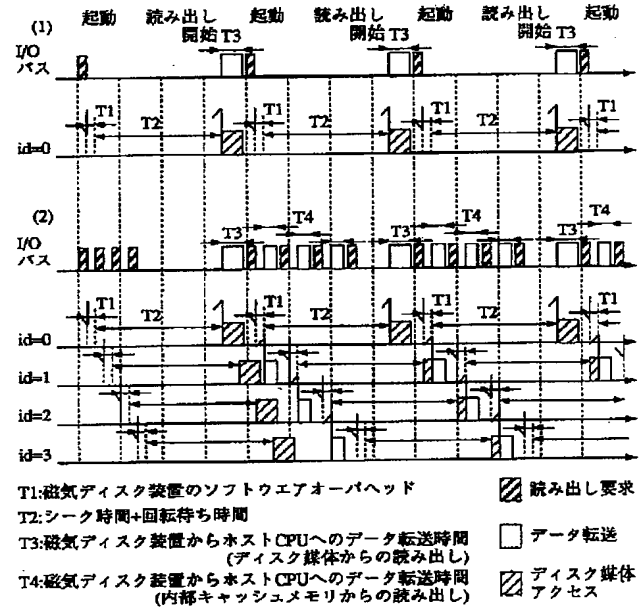 起動 読み出し 起動 読み出し 起動 読み出し 起動
(1) 開始 T3 開始 T3 開始 T3
I/O
バス
T1 T1 T1 T1
T2 T2 T2
id=0
(2) T4 T4 T4
I/O T3 T3 T3
バス
T1 T1 T1 T1
T2 T2 T2
id=0
id=1
id=2
id=3
T1:磁気ディスク装置のソフトウエアオーバヘッド
読み出し要求
T2:シーク時間+回転待ち時間
T3:磁気ディスク装置からホストCPUへのデータ転送時間
(ディスク媒体からの読み出し)
データ転送
T4:磁気ディスク装置からホストCPUへのデータ転送時間
(内部キャッシュメモリからの読み出し)
ディスク媒体
アクセス